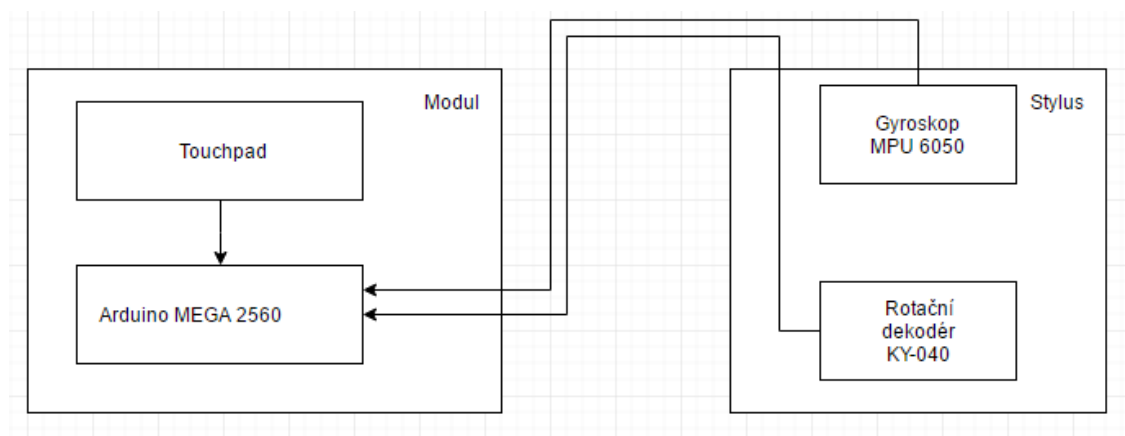 Modul
Touchpad
Arduino MEGA 2560
Stylus
Gyroskop
MPU 6050
Rotační
dekodér
KY-040